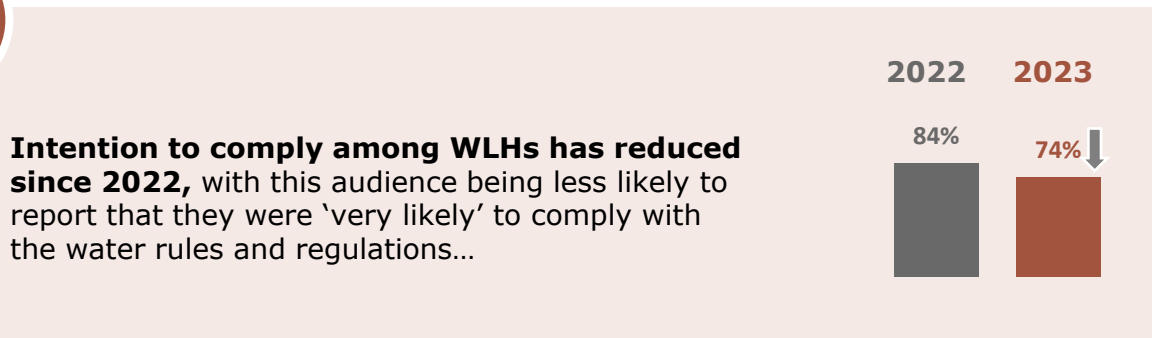 2022 2023
84%
74%
Intention to comply among WLHs has reduced
since 2022, with this audience being less likely to
report that they were ‘very likely’ to comply with
the water rules and regulations…